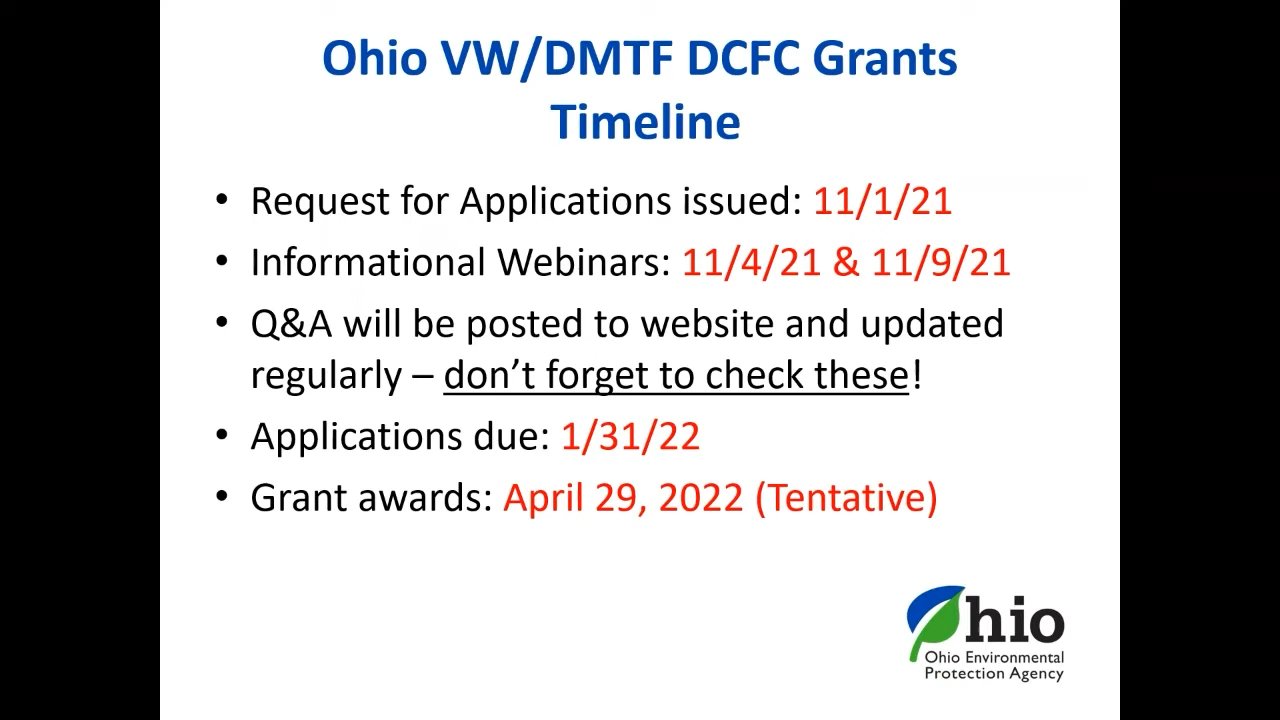 Ohio VW/DMTF DCFC Grants
Timeline
• Request for Applications issued: 11/1/21
• Informational Webinars: 11/4/21 & 11/9/21
• Q&A will be posted to website and updated
regularly – don’t forget to check these!
• Applications due: 1/31/22
• Grant awards: April 29, 2022 (Tentative)
Ohio
Ohio Environmental
Protection Agency